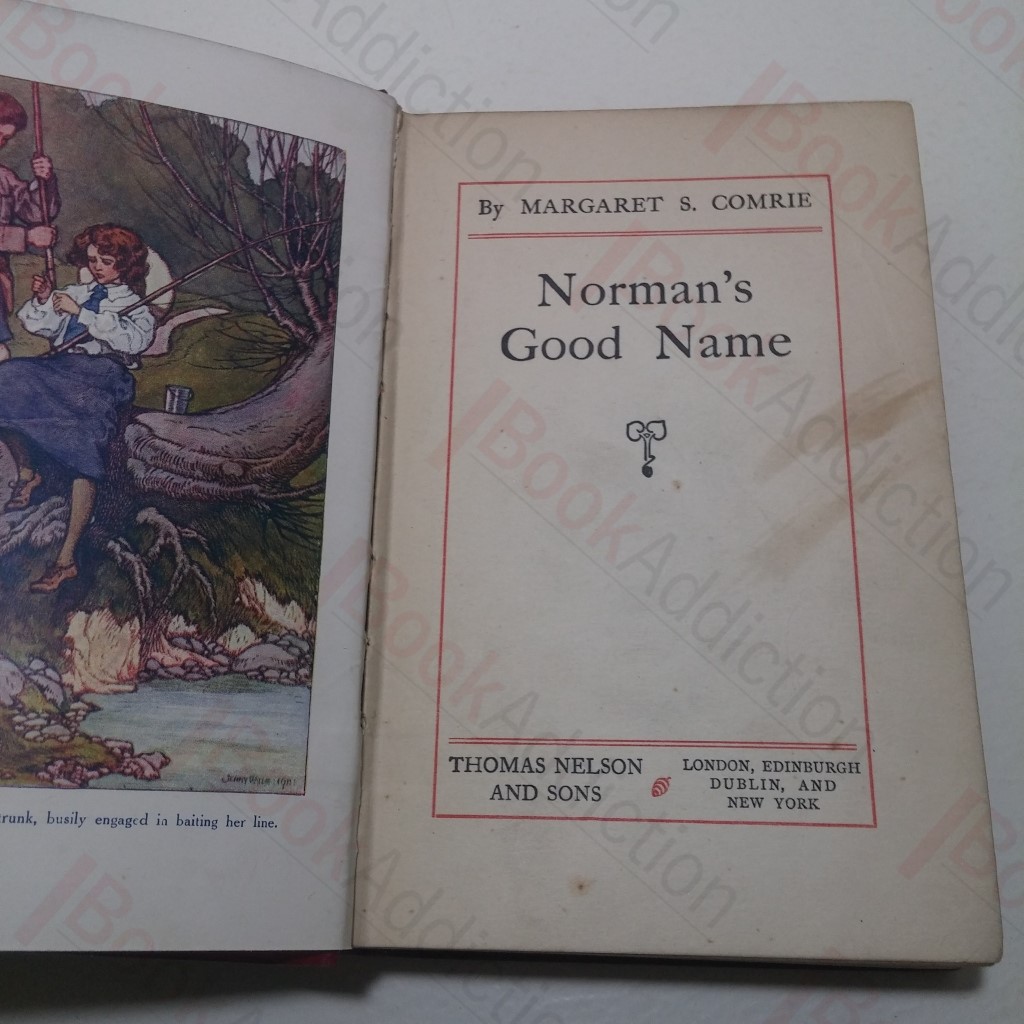 trunk, busily engaged in baiting her line.
By MARGARET S. COMRIE
Norman's
Good Name
THOMAS NELSON
AND SONS
LONDON, EDINBURGH
DUBLIN, AND
NEW YORK
BookAddiction